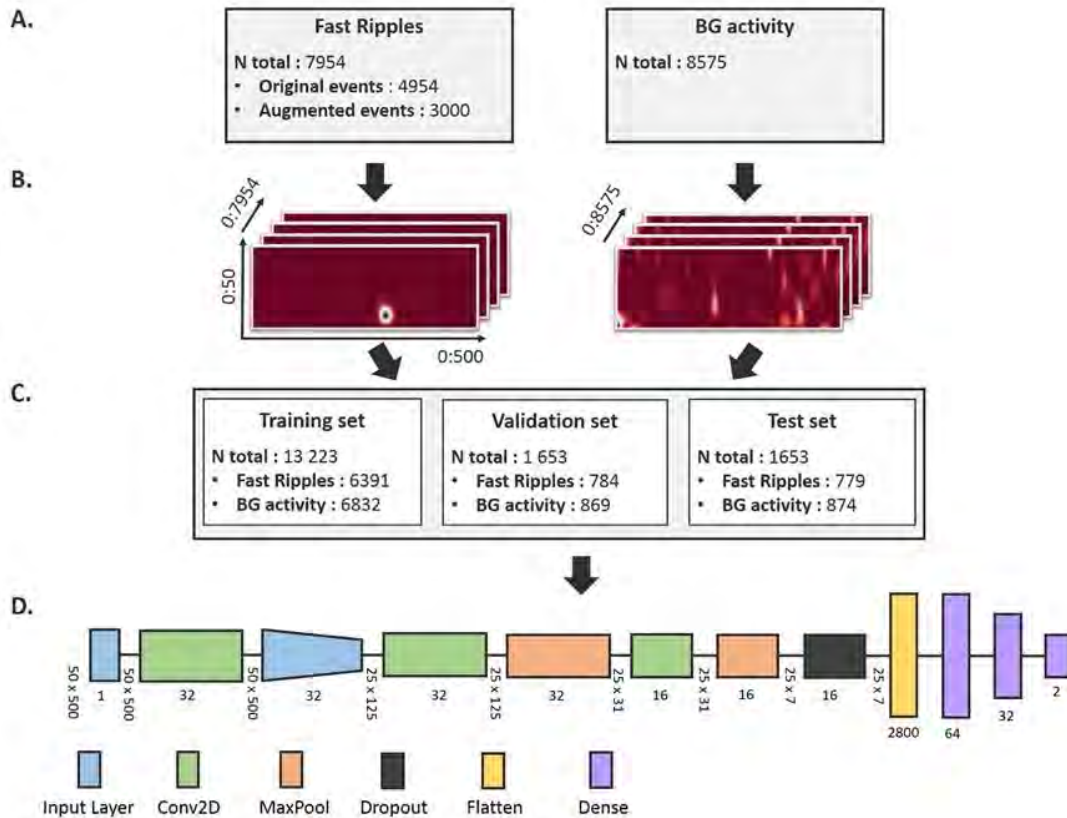 A.
Fast Ripples
N total : 7954
• Original events : 4954
• Augmented events : 3000
BG activity
N total : 8575
B.
0:7954
0:50
0:500
0:8575
C.
Training set
N total : 13 223
• Fast Ripples : 6391
• BG activity : 6832
Validation set
N total : 1 653
• Fast Ripples : 784
• BG activity : 869
Test set
N total : 1653
• Fast Ripples : 779
• BG activity : 874
D.
50 x 500
1
50 x 500
32
50 x 500
32
25 x 125
32
25 x 125
32
25 x 31
16
25 x 31
16
25 x 7
16
25 x 7
2800
64
32
2
Input Layer
Conv2D
MaxPool
Dropout
Flatten
Dense